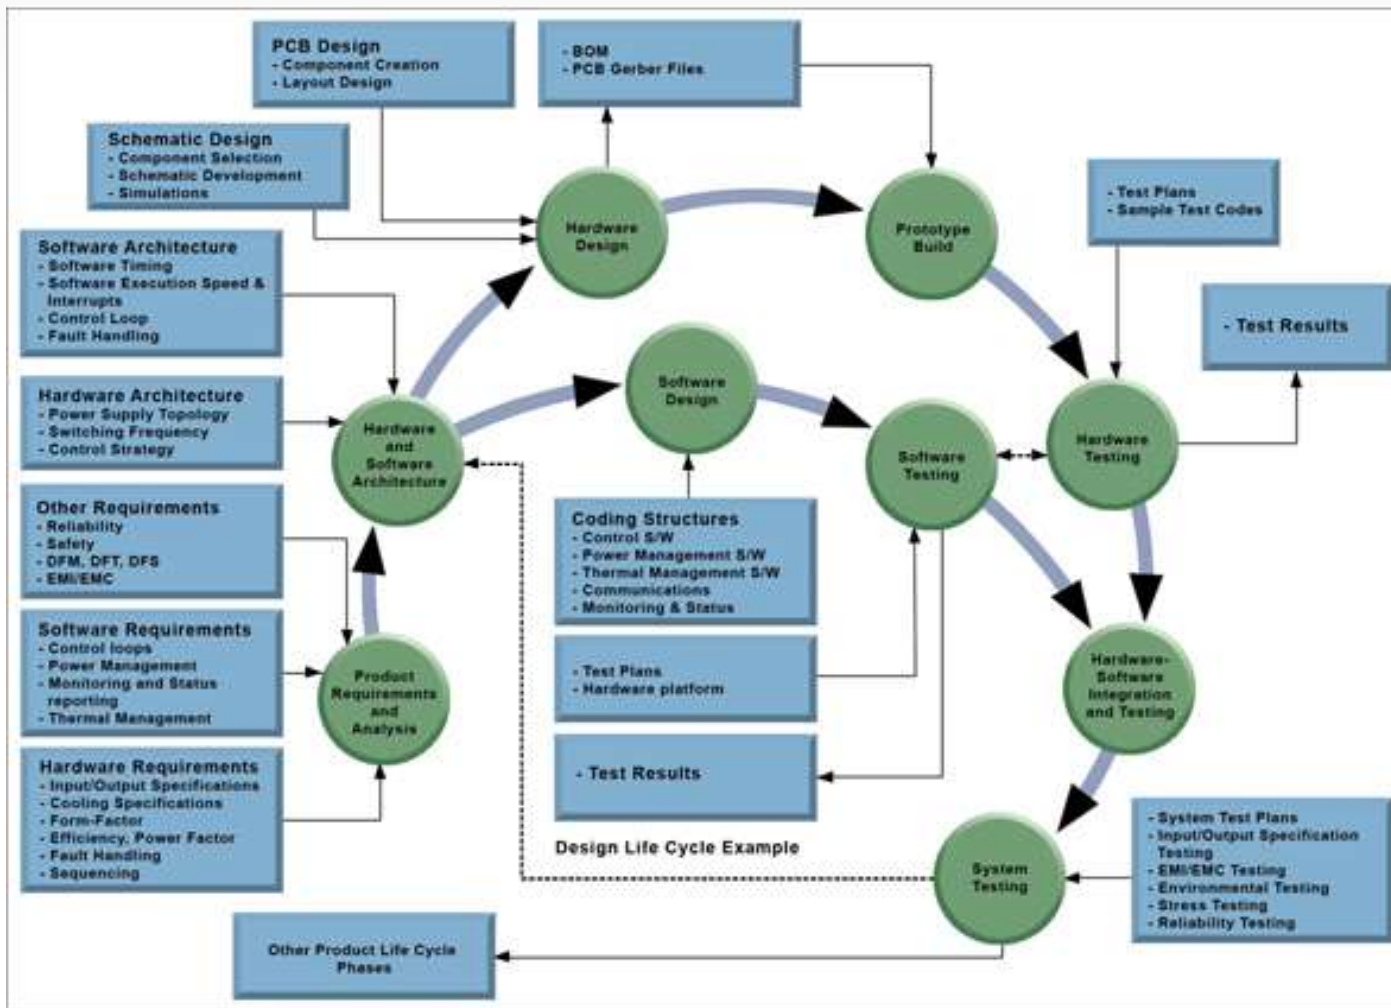 PCB Design
- Component Creation
- Layout Design
- BOM
- PCB Gerber Files
Schematic Design
- Component Selection
- Schematic Development
- Simulations
Hardware
Design
Prototype
Build
- Test Plans
- Sample Test Codes
Software Architecture
- Software Timing
- Software Execution Speed &
Interrupts
- Control Loop
- Fault Handling
- Test Results
Hardware Architecture
- Power Supply Topology
- Switching Frequency
- Control Strategy
Hardware
and
Software
Architecture
Software
Design
Software
Testing
Hardware
Testing
Other Requirements
- Reliability
- Safety
- DFM, DFT, DFS
- EMI/EMC
Coding Structures
- Control S/W
- Power Management S/W
- Thermal Management S/W
- Communications
- Monitoring & Status
Software Requirements
- Control loops
- Power Management
- Monitoring and Status
reporting
- Thermal Management
Product
Requirements
and
Analysis
- Test Plans
- Hardware platform
Hardware-
Software
Integration
and Testing
Hardware Requirements
- Input/Output Specifications
- Cooling Specifications
- Form-Factor
- Efficiency, Power Factor
- Fault Handling
- Sequencing
- Test Results
Design Life Cycle Example
System
Testing
- System Test Plans
- Input/Output Specification
Testing
- EMI/EMC Testing
- Environmental Testing
- Stress Testing
- Reliability Testing
Other Product Life Cycle
Phases